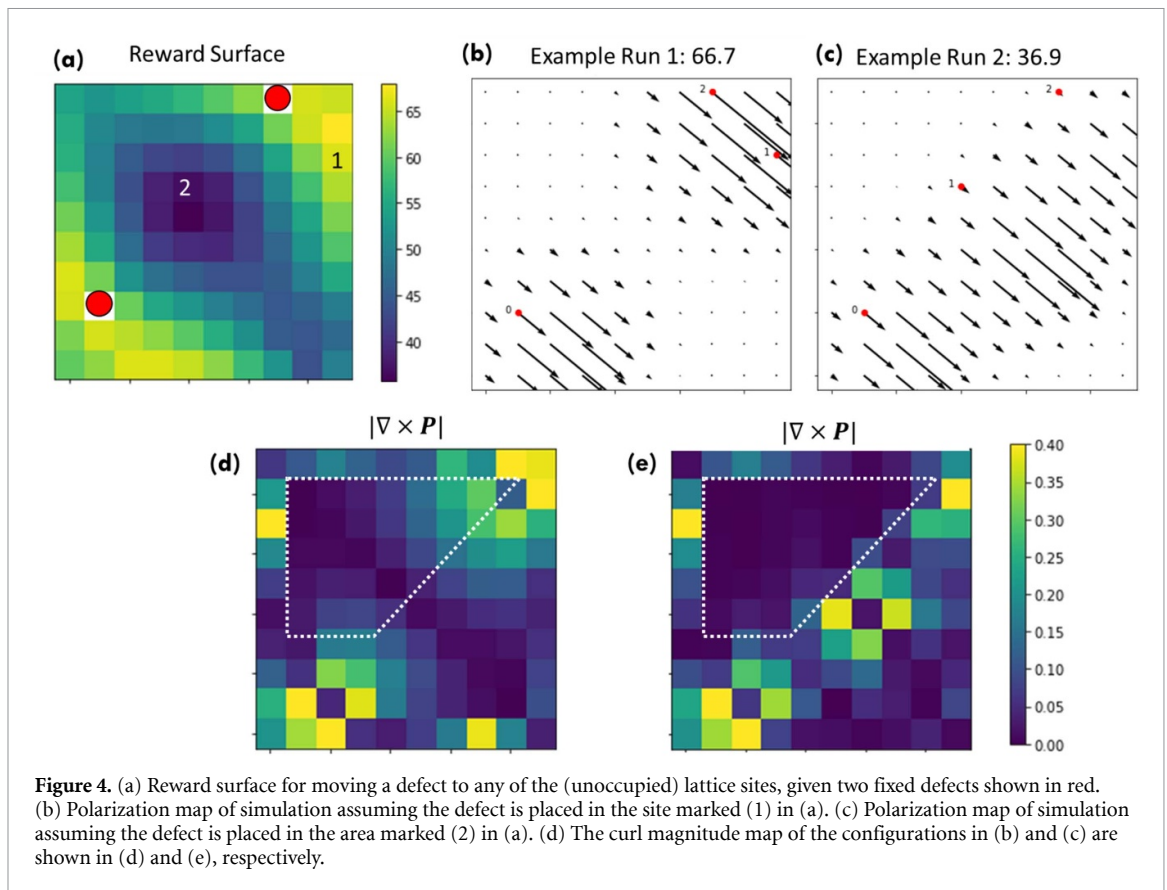 (a) Reward Surface
(b) Example Run 1: 66.7
(c) Example Run 2: 36.9
1
2
65
60
55
50
45
40
2
1
0
2
1
0
(d) |∇ × P|
(e) |∇ × P|
0.40
0.35
0.30
0.25
0.20
0.15
0.10
0.05
0.00
Figure 4. (a) Reward surface for moving a defect to any of the (unoccupied) lattice sites, given two fixed defects shown in red.
(b) Polarization map of simulation assuming the defect is placed in the site marked (1) in (a). (c) Polarization map of simulation
assuming the defect is placed in the area marked (2) in (a). (d) The curl magnitude map of the configurations in (b) and (c) are
shown in (d) and (e), respectively.